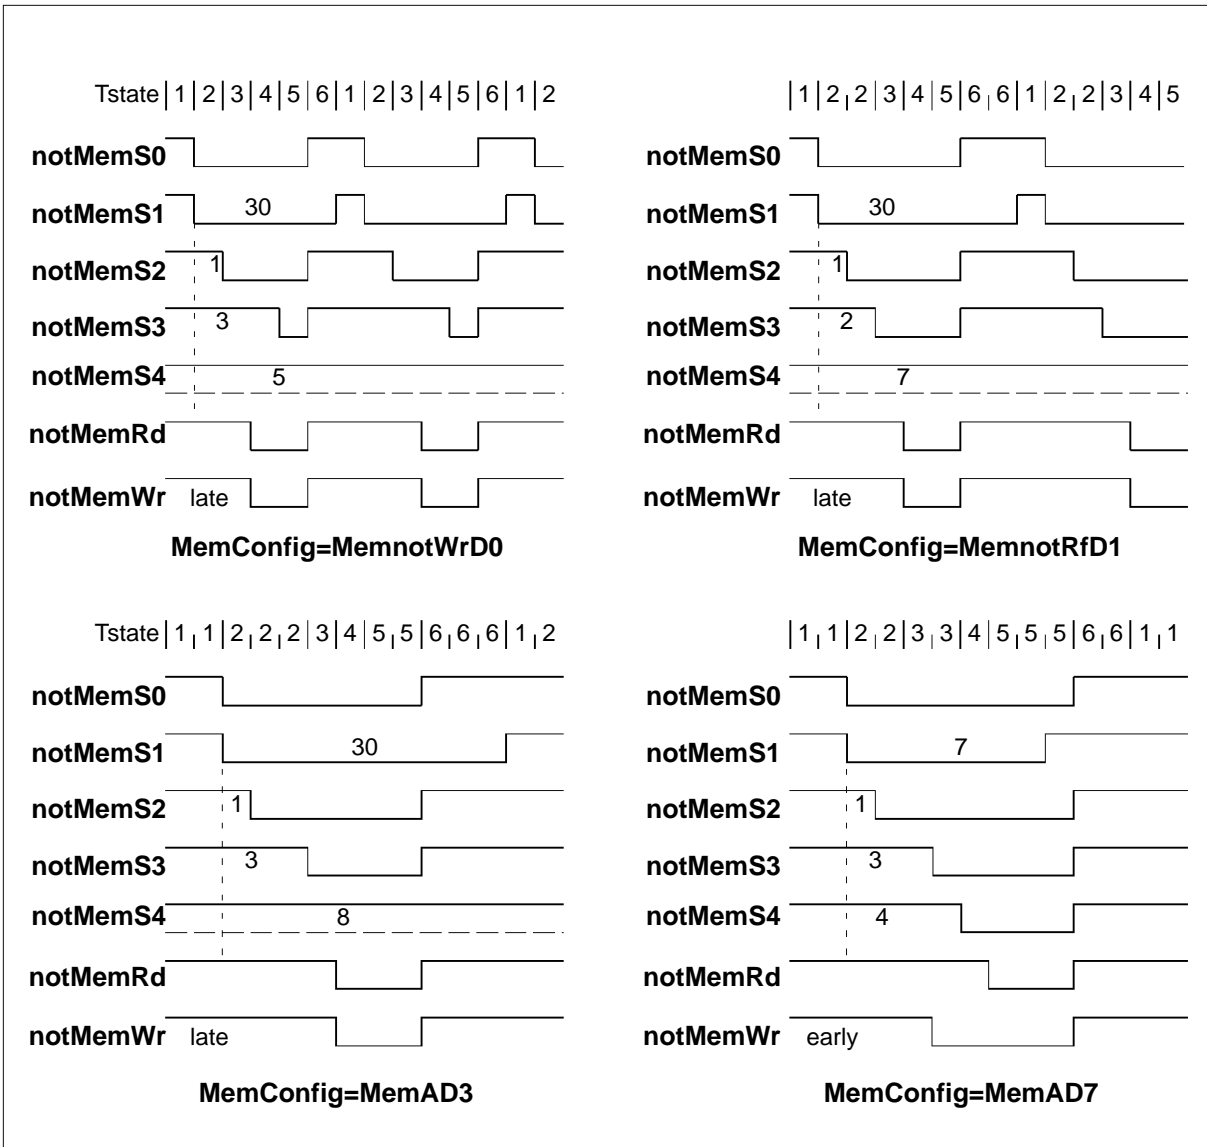 Tstate 1 2 3 4 5 6 1 2 3 4 5 6 1 2
notMemS0
notMemS1 30
notMemS2 1
notMemS3 3
notMemS4 5
notMemRd
notMemWr late
MemConfig=MemnotWrD0
1 2 2 3 4 5 6 6 1 2 2 3 4 5
notMemS0
notMemS1 30
notMemS2 1
notMemS3 2
notMemS4 7
notMemRd
notMemWr late
MemConfig=MemnotRfD1
Tstate 1 1 2 2 2 3 4 5 5 6 6 6 1 2
notMemS0
notMemS1 30
notMemS2 1
notMemS3 3
notMemS4 8
notMemRd
notMemWr late
MemConfig=MemAD3
1 1 2 2 3 3 4 5 5 5 6 6 1 1
notMemS0
notMemS1 7
notMemS2 1
notMemS3 3
notMemS4 4
notMemRd
notMemWr early
MemConfig=MemAD7